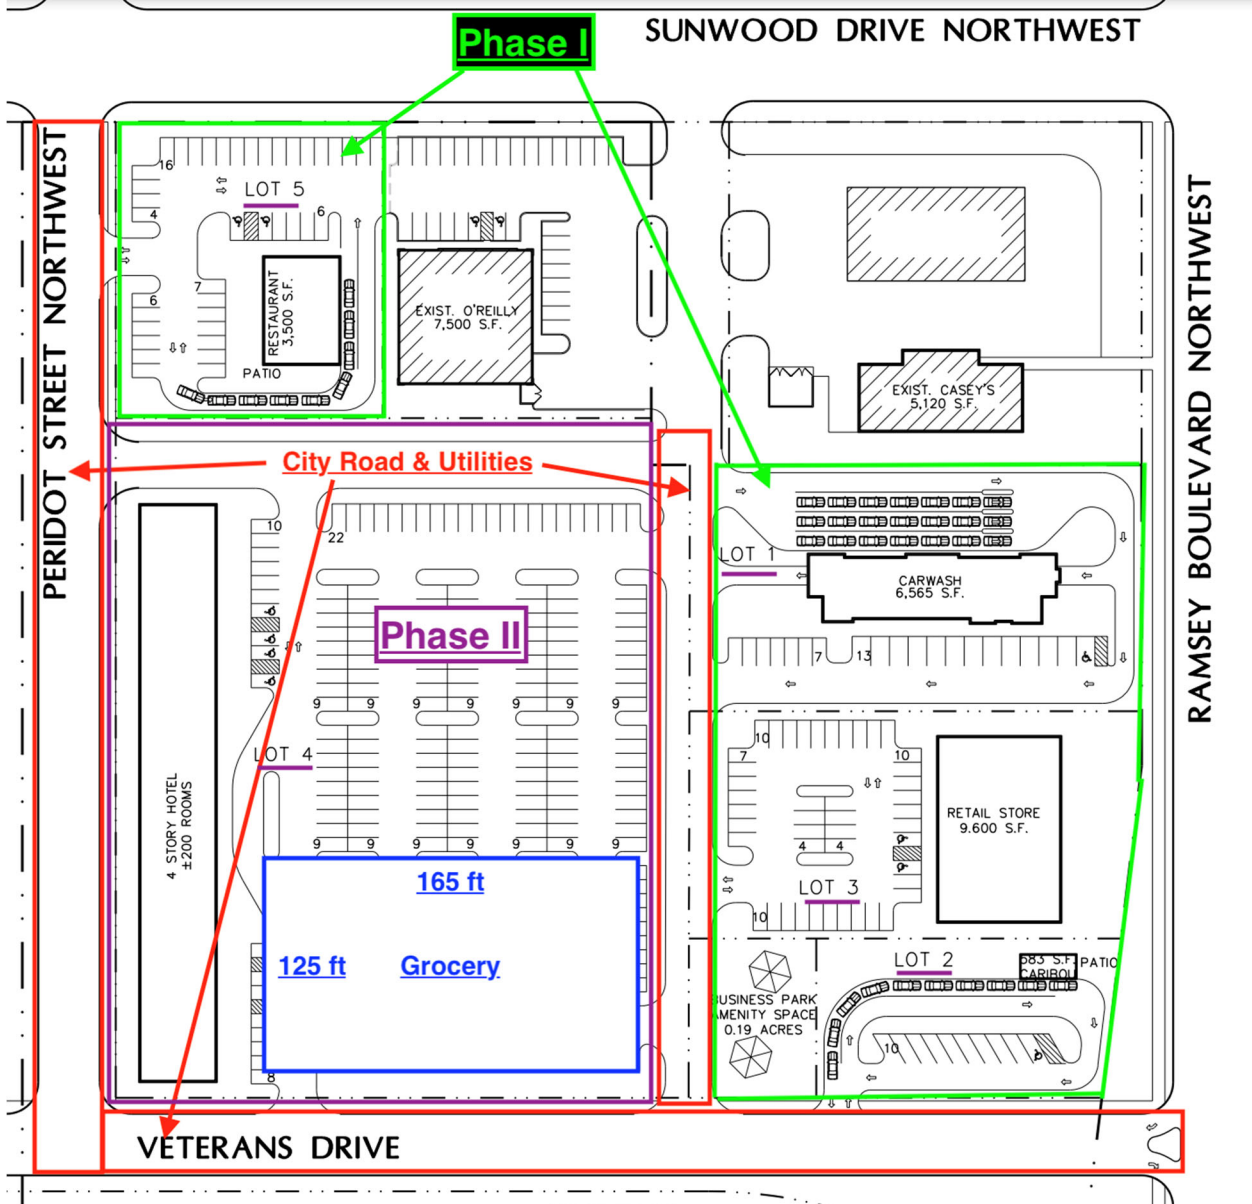 Phase I
SUNWOOD DRIVE NORTHWEST
PERIDOT STREET NORTHWEST
RAMSEY BOULEVARD NORTHWEST
16
LOT 5
4
6
6
7
RESTAURANT
3,500 S.F.
PATIO
EXIST. O'REILLY
7,500 S.F.
EXIST. CASEY'S
5,120 S.F.
City Road & Utilities
10
22
LOT 1
CARWASH
6,565 S.F.
7
13
Phase II
9 9 9 9 9 9 9
LOT 4
4 STORY HOTEL
±200 ROOMS
9 9 9 9 9 9 9
10
7
10
4 4
LOT 3
10
RETAIL STORE
9.600 S.F.
165 ft
125 ft
Grocery
8
LOT 2
583 S.F.
CARIBOU
PATIO
BUSINESS PARK
AMENITY SPACE
0.19 ACRES
10
VETERANS DRIVE